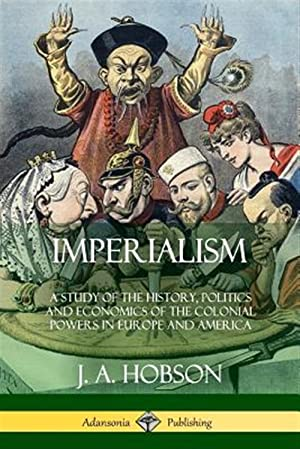 IMPERIALISM
A STUDY OF THE HISTORY, POLITICS
AND ECONOMICS OF THE COLONIAL
POWERS IN EUROPE AND AMERICA
J. A. HOBSON
Adansonia Publishing